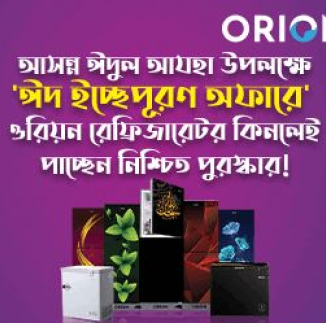 ORION
আসন্ন ঈদুল আযহা উপলক্ষে
'ঈদ ইচ্ছেপূরণ অফারে'
ওরিয়ন রেফ্রিজারেটর কিনলেই
পাচ্ছেন নিশ্চিত পুরস্কার!